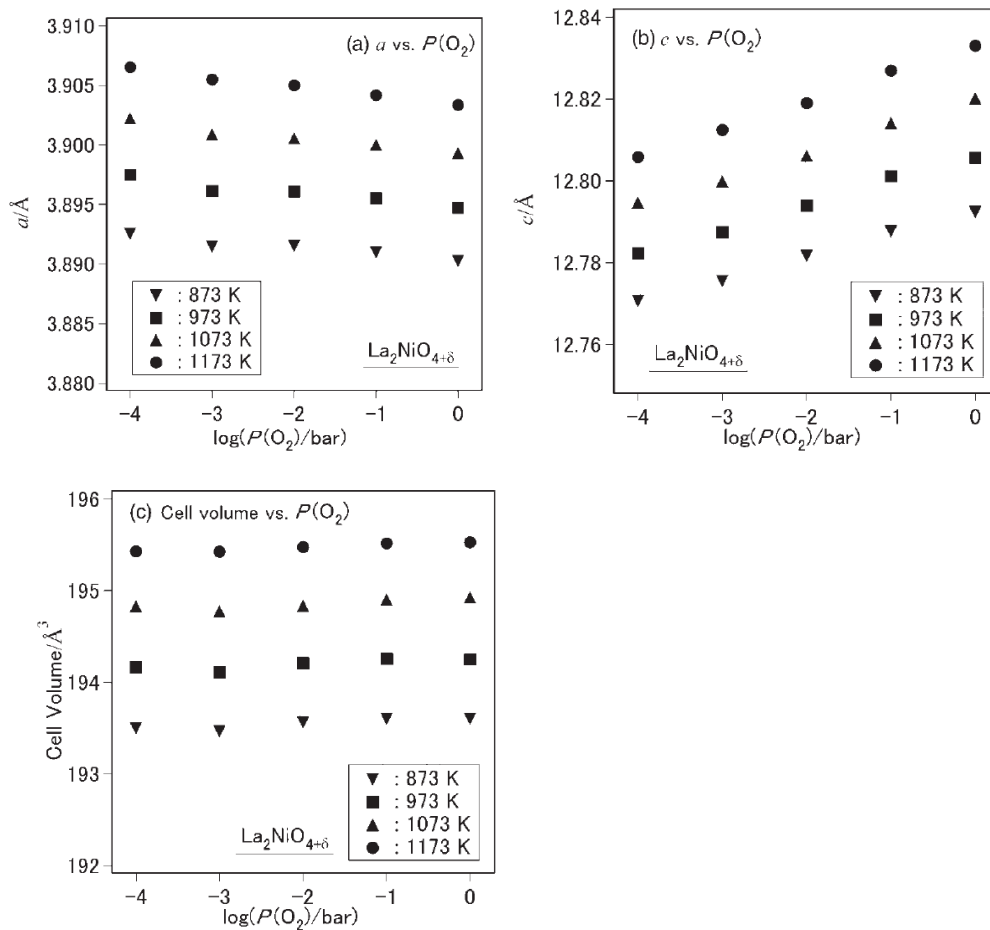 (a) a vs. P(O₂)
3.910
3.905
3.900
3.895
3.890
3.885
3.880
a/Å
▼ : 873 K
■ : 973 K
▲ : 1073 K
● : 1173 K
La₂NiO₄₊δ
-4 -3 -2 -1 0
log(P(O₂)/bar)
(b) c vs. P(O₂)
12.84
12.82
12.80
12.78
12.76
c/Å
▼ : 873 K
■ : 973 K
▲ : 1073 K
● : 1173 K
La₂NiO₄₊δ
-4 -3 -2 -1 0
log(P(O₂)/bar)
(c) Cell volume vs. P(O₂)
196
195
194
193
192
Cell Volume/Å³
▼ : 873 K
■ : 973 K
▲ : 1073 K
● : 1173 K
La₂NiO₄₊δ
-4 -3 -2 -1 0
log(P(O₂)/bar)